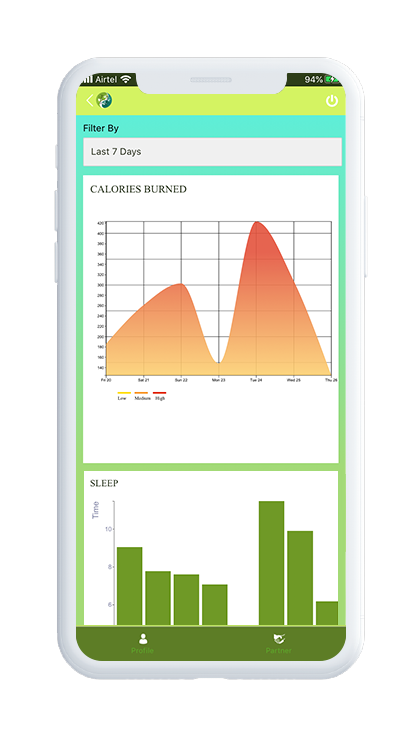 Airtel 94%
Filter By
Last 7 Days
CALORIES BURNED
420
400
380
360
340
320
300
280
260
240
220
200
180
160
140
Fri 20 Sat 21 Sun 22 Mon 23 Tue 24 Wed 25 Thu 26
Low Medium High
SLEEP
Time
10
8
6
Profile Partner